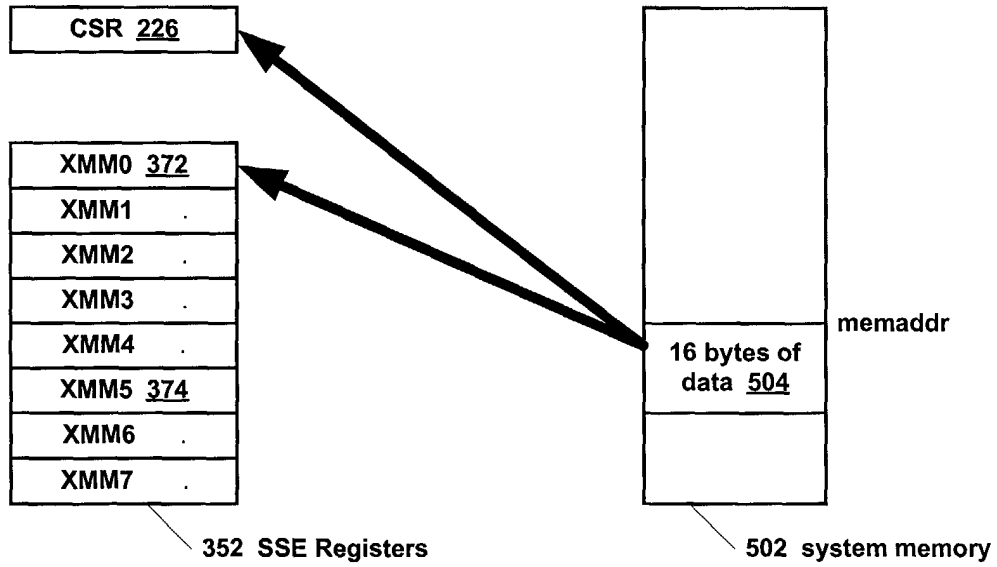 CSR 226
XMM0 372
XMM1 .
XMM2 .
XMM3 .
XMM4 .
XMM5 374
XMM6 .
XMM7 .
352 SSE Registers
memaddr
16 bytes of
data 504
502 system memory